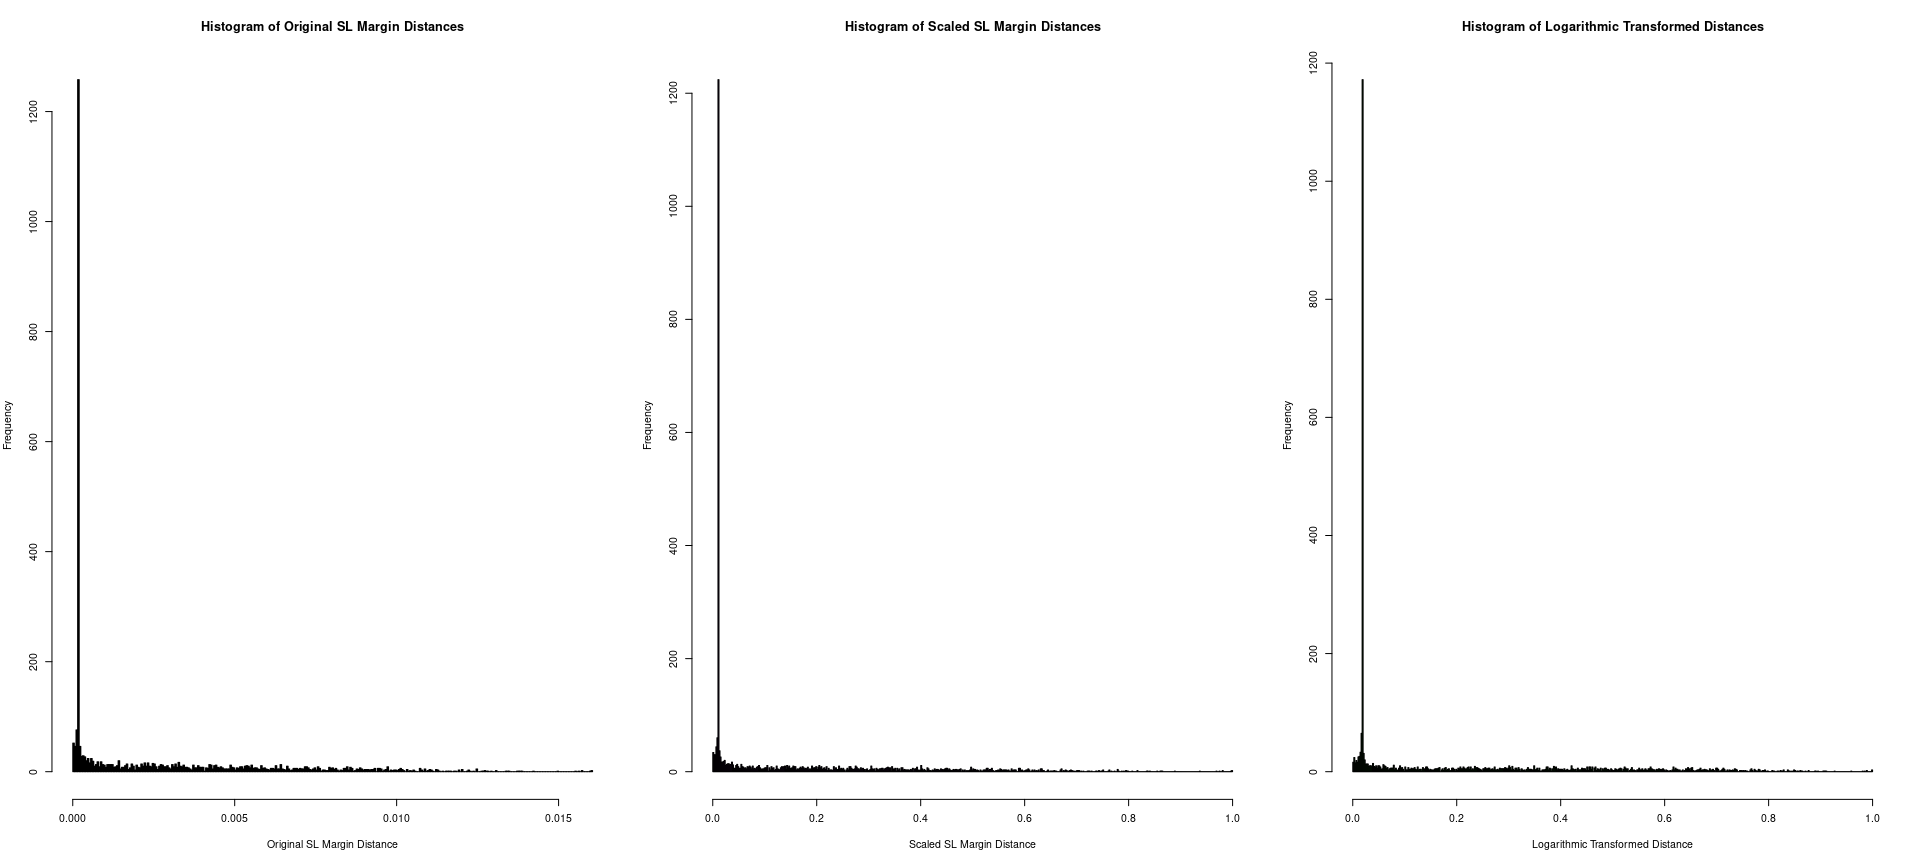 Histogram of Original SL Margin Distances
Frequency
0
200
400
600
800
1000
1200
0.000 0.005 0.010 0.015
Original SL Margin Distance
Histogram of Scaled SL Margin Distances
Frequency
0
200
400
600
800
1000
1200
0.0 0.2 0.4 0.6 0.8 1.0
Scaled SL Margin Distance
Histogram of Logarithmic Transformed Distances
Frequency
0
200
400
600
800
1000
1200
0.0 0.2 0.4 0.6 0.8 1.0
Logarithmic Transformed Distance